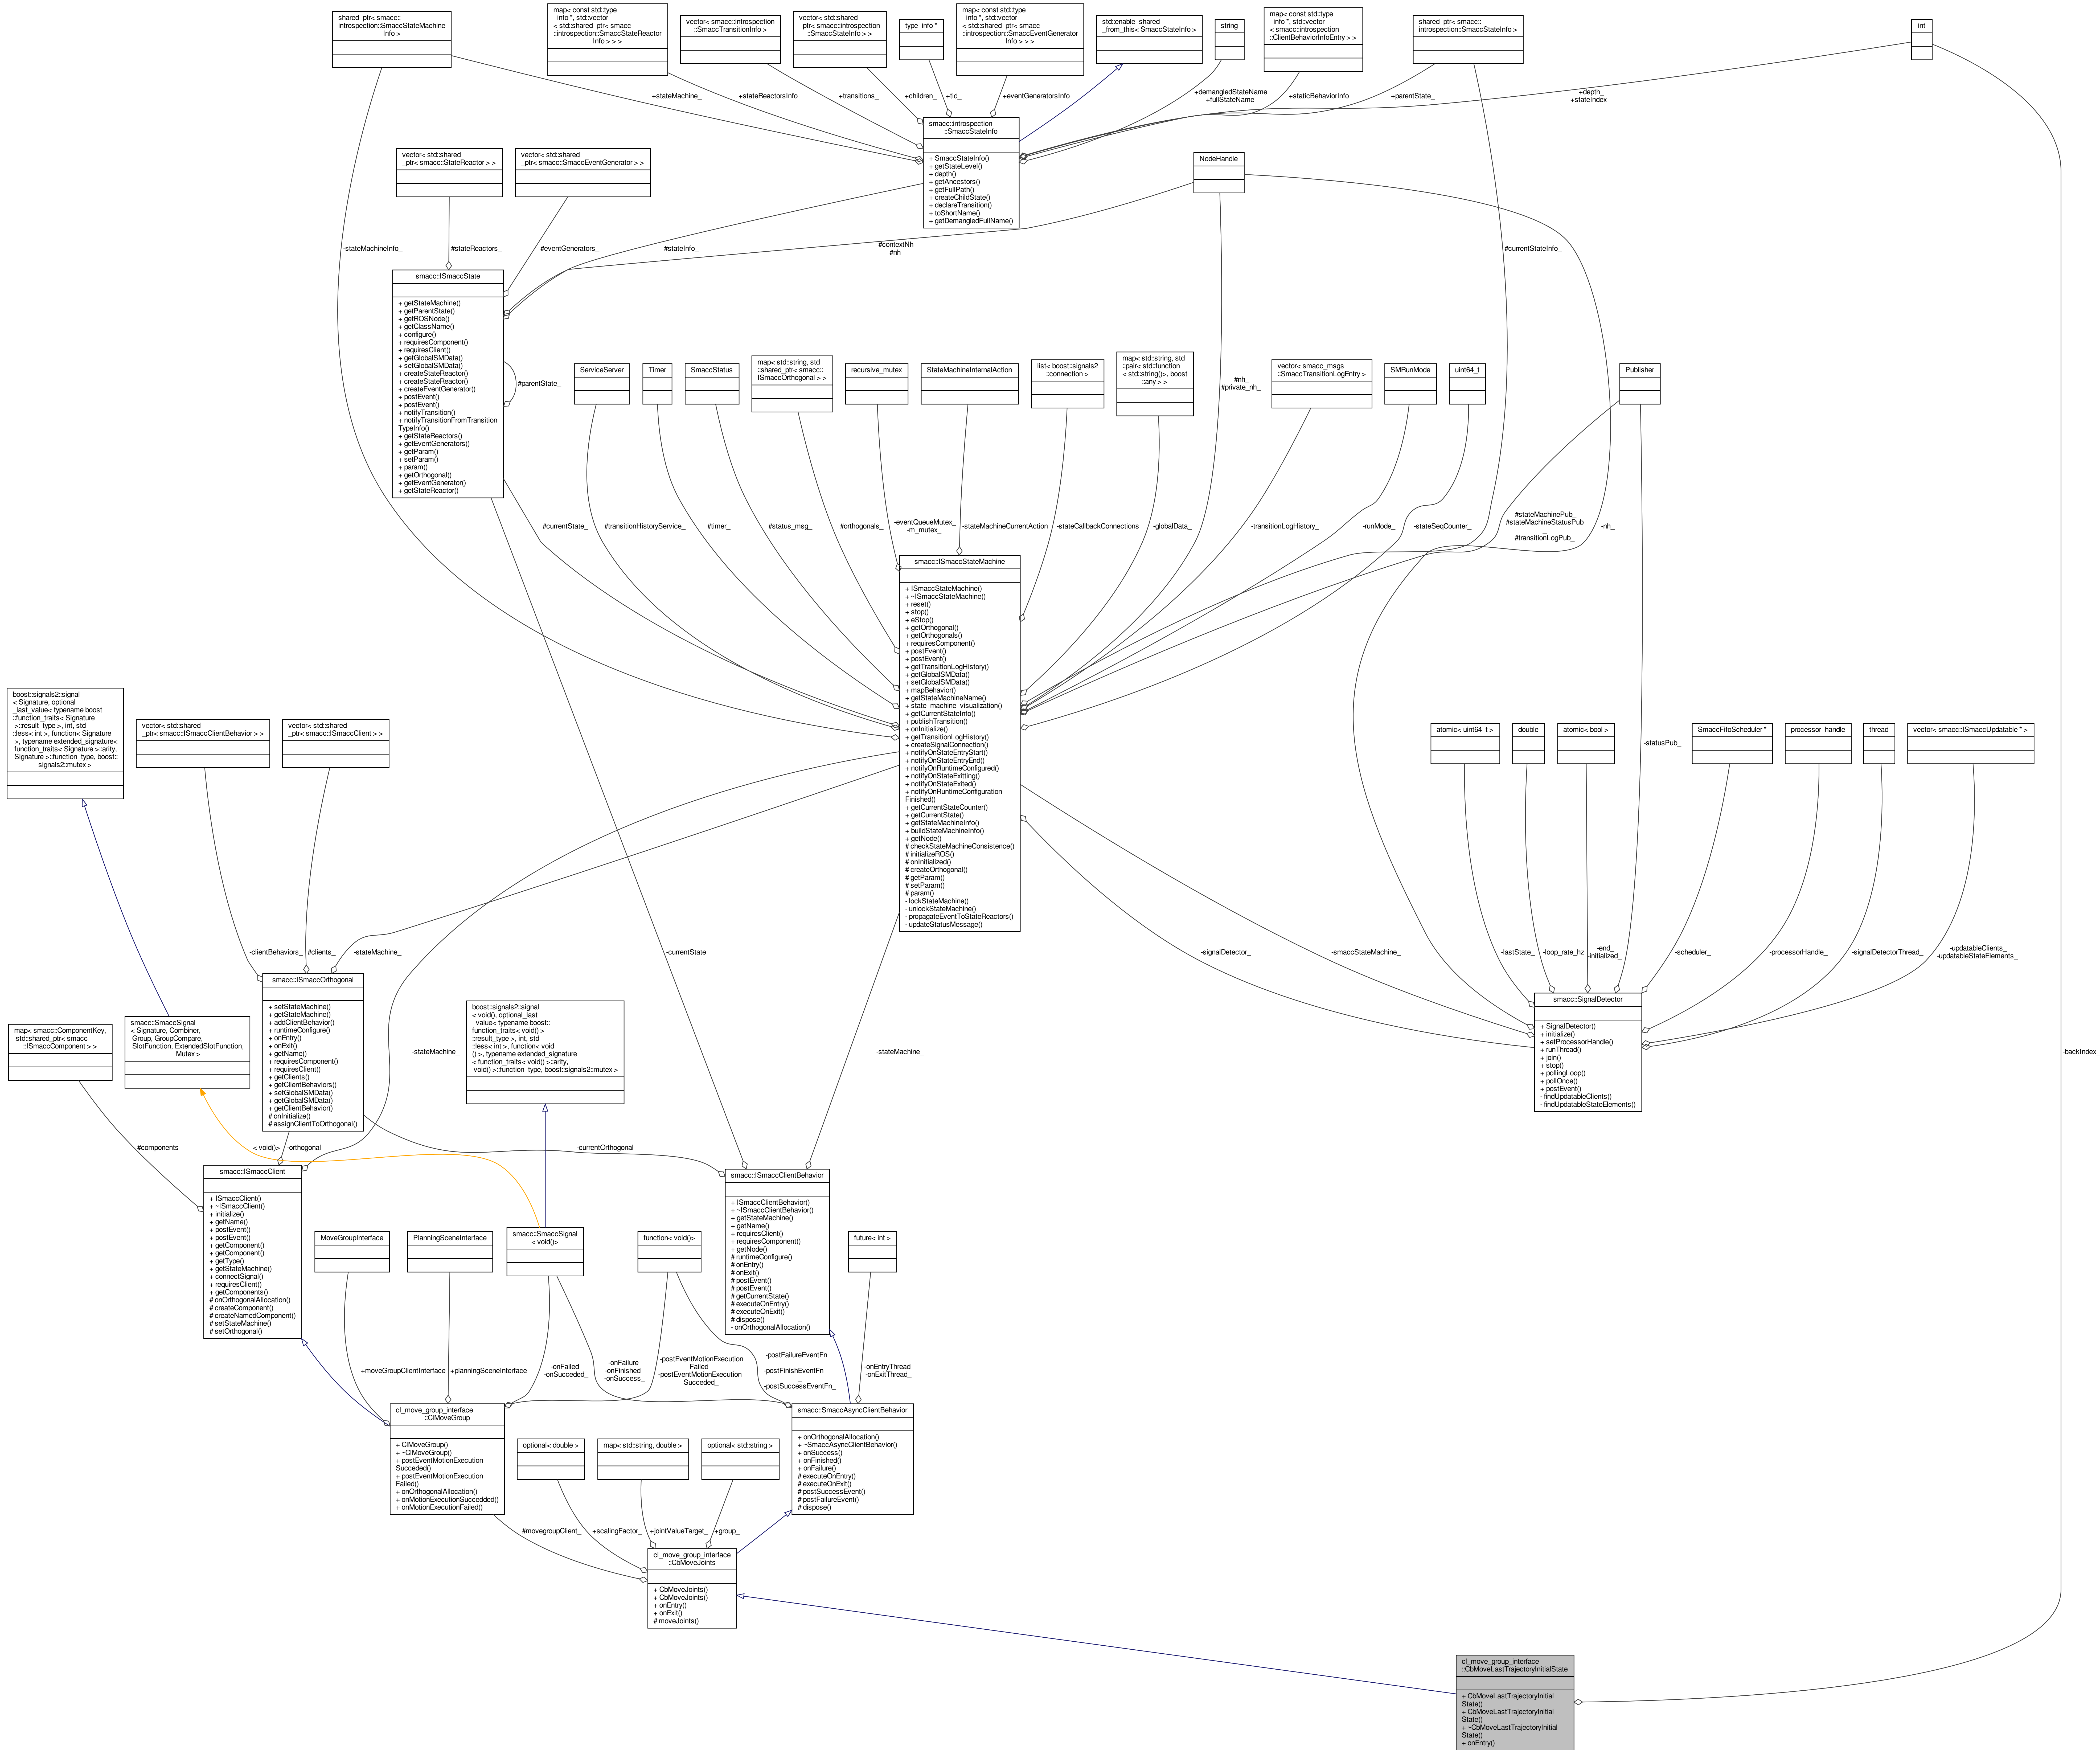 shared_ptr< smacc::
introspection::SmaccStateMachine
Info >
map< const std::type
_info *, std::vector
< std::shared_ptr< smacc
::introspection::SmaccStateReactor
Info > > >
vector< smacc::introspection
::SmaccTransitionInfo >
vector< std::shared
_ptr< smacc::introspection
::SmaccStateInfo > >
type_info *
map< const std::type
_info *, std::vector
< std::shared_ptr< smacc
::introspection::SmaccEventGenerator
Info > > >
std::enable_shared
_from_this< SmaccStateInfo >
string
map< const std::type
_info *, std::vector
< smacc::introspection
::ClientBehaviorInfoEntry > >
shared_ptr< smacc::
introspection::SmaccStateInfo >
int
+stateMachine_
+stateReactorsInfo
+transitions_
+children_
+tid_
+eventGeneratorsInfo
+demangledStateName
+fullStateName
+staticBehaviorInfo
+parentState_
+depth_
+stateIndex_
smacc::introspection
::SmaccStateInfo
+ SmaccStateInfo()
+ getStateLevel()
+ depth()
+ getAncestors()
+ getFullPath()
+ createChildState()
+ declareTransition()
+ toShortName()
+ getDemangledFullName()
vector< std::shared
_ptr< smacc::StateReactor > >
vector< std::shared
_ptr< smacc::SmaccEventGenerator > >
NodeHandle
-stateMachineInfo_
#stateReactors_
#eventGenerators_
#stateInfo_
#contextNh
#nh
#currentStateInfo_
smacc::ISmaccState
+ getStateMachine()
+ getParentState()
+ getROSNode()
+ getClassName()
+ configure()
+ requiresComponent()
+ requiresClient()
+ getGlobalSMData()
+ setGlobalSMData()
+ createStateReactor()
+ createStateReactor()
+ createEventGenerator()
+ postEvent()
+ postEvent()
+ notifyTransition()
+ notifyTransitionFromTransition
TypeInfo()
+ getStateReactors()
+ getEventGenerators()
+ getParam()
+ setParam()
+ param()
+ getOrthogonal()
+ getEventGenerator()
+ getStateReactor()
#parentState_
ServiceServer
Timer
SmaccStatus
map< std::string, std
::shared_ptr< smacc::
ISmaccOrthogonal > >
recursive_mutex
StateMachineInternalAction
list< boost::signals2
::connection >
map< std::string, std
::pair< std::function
< std::string()>, boost
::any > >
#nh_
#private_nh_
vector< smacc_msgs
::SmaccTransitionLogEntry >
SMRunMode
uint64_t
Publisher
#currentState_
#transitionHistoryService_
#timer_
#status_msg_
#orthogonals_
-eventQueueMutex_
-m_mutex_
-stateMachineCurrentAction
-stateCallbackConnections
-globalData_
-transitionLogHistory_
-runMode_
-stateSeqCounter_
#stateMachinePub_
#stateMachineStatusPub
_
#transitionLogPub_
-nh_
smacc::ISmaccStateMachine
+ ISmaccStateMachine()
+ ~ISmaccStateMachine()
+ reset()
+ stop()
+ eStop()
+ getOrthogonal()
+ getOrthogonals()
+ requiresComponent()
+ postEvent()
+ postEvent()
+ getTransitionLogHistory()
+ getGlobalSMData()
+ setGlobalSMData()
+ mapBehavior()
+ getStateMachineName()
+ state_machine_visualization()
+ getCurrentStateInfo()
+ publishTransition()
+ onInitialize()
+ getTransitionLogHistory()
+ createSignalConnection()
+ notifyOnStateEntryStart()
+ notifyOnStateEntryEnd()
+ notifyOnRuntimeConfigured()
+ notifyOnStateExitting()
+ notifyOnStateExited()
+ notifyOnRuntimeConfiguration
Finished()
+ getCurrentStateCounter()
+ getCurrentState()
+ getStateMachineInfo()
+ buildStateMachineInfo()
+ getNode()
# checkStateMachineConsistence()
# initializeROS()
# onInitialized()
# createOrthogonal()
# getParam()
# setParam()
# param()
- lockStateMachine()
- unlockStateMachine()
- propagateEventToStateReactors()
- updateStatusMessage()
boost::signals2::signal
< Signature, optional
_last_value< typename boost
::function_traits< Signature
>::result_type >, int, std
::less< int >, function< Signature
>, typename extended_signature<
function_traits< Signature >::arity,
Signature >::function_type, boost::
signals2::mutex >
vector< std::shared
_ptr< smacc::ISmaccClientBehavior > >
vector< std::shared
_ptr< smacc::ISmaccClient > >
atomic< uint64_t >
double
atomic< bool >
-statusPub_
SmaccFifoScheduler *
processor_handle
thread
vector< smacc::ISmaccUpdatable * >
-clientBehaviors_
#clients_
-stateMachine_
-currentState
-signalDetector_
-smaccStateMachine_
-lastState_
-loop_rate_hz
-end_
-initialized_
-scheduler_
-processorHandle_
-signalDetectorThread_
-updatableClients_
-updatableStateElements_
smacc::ISmaccOrthogonal
+ setStateMachine()
+ getStateMachine()
+ addClientBehavior()
+ runtimeConfigure()
+ onEntry()
+ onExit()
+ getName()
+ requiresComponent()
+ requiresClient()
+ getClients()
+ getClientBehaviors()
+ setGlobalSMData()
+ getGlobalSMData()
+ getClientBehavior()
# onInitialize()
# assignClientToOrthogonal()
smacc::SignalDetector
+ SignalDetector()
+ initialize()
+ setProcessorHandle()
+ runThread()
+ join()
+ stop()
+ pollingLoop()
+ pollOnce()
+ postEvent()
- findUpdatableClients()
- findUpdatableStateElements()
map< smacc::ComponentKey,
std::shared_ptr< smacc
::ISmaccComponent > >
smacc::SmaccSignal
< Signature, Combiner,
Group, GroupCompare,
SlotFunction, ExtendedSlotFunction,
Mutex >
boost::signals2::signal
< void(), optional_last
_value< typename boost::
function_traits< void() >
::result_type >, int, std
::less< int >, function< void
() >, typename extended_signature
< function_traits< void() >::arity,
void() >::function_type, boost::signals2::mutex >
-stateMachine_
-stateMachine_
-backIndex_
#components_
< void()>
-orthogonal_
-currentOrthogonal
smacc::ISmaccClient
+ ISmaccClient()
+ ~ISmaccClient()
+ initialize()
+ getName()
+ postEvent()
+ postEvent()
+ getComponent()
+ getComponent()
+ getType()
+ getStateMachine()
+ connectSignal()
+ requiresClient()
+ getComponents()
# onOrthogonalAllocation()
# createComponent()
# createNamedComponent()
# setStateMachine()
# setOrthogonal()
smacc::ISmaccClientBehavior
+ ISmaccClientBehavior()
+ ~ISmaccClientBehavior()
+ getStateMachine()
+ getName()
+ requiresClient()
+ requiresComponent()
+ getNode()
# runtimeConfigure()
# onEntry()
# onExit()
# postEvent()
# postEvent()
# getCurrentState()
# executeOnEntry()
# executeOnExit()
# dispose()
- onOrthogonalAllocation()
MoveGroupInterface
PlanningSceneInterface
smacc::SmaccSignal
< void()>
function< void()>
future< int >
+moveGroupClientInterface
+planningSceneInterface
-onFailed_
-onSucceded_
-onFailure_
-onFinished_
-onSuccess_
-postEventMotionExecution
Failed_
-postEventMotionExecution
Succeded_
-postFailureEventFn
_
-postFinishEventFn
_
-postSuccessEventFn_
-onEntryThread_
-onExitThread_
cl_move_group_interface
::ClMoveGroup
+ ClMoveGroup()
+ ~ClMoveGroup()
+ postEventMotionExecution
Succeded()
+ postEventMotionExecution
Failed()
+ onOrthogonalAllocation()
+ onMotionExecutionSuccedded()
+ onMotionExecutionFailed()
optional< double >
map< std::string, double >
optional< std::string >
smacc::SmaccAsyncClientBehavior
+ onOrthogonalAllocation()
+ ~SmaccAsyncClientBehavior()
+ onSuccess()
+ onFinished()
+ onFailure()
# executeOnEntry()
# executeOnExit()
# postSuccessEvent()
# postFailureEvent()
# dispose()
#movegroupClient_
+scalingFactor_
+jointValueTarget_
+group_
cl_move_group_interface
::CbMoveJoints
+ CbMoveJoints()
+ CbMoveJoints()
+ onEntry()
+ onExit()
# moveJoints()
cl_move_group_interface
::CbMoveLastTrajectoryInitialState
+ CbMoveLastTrajectoryInitial
State()
+ CbMoveLastTrajectoryInitial
State()
+ ~CbMoveLastTrajectoryInitial
State()
+ onEntry()